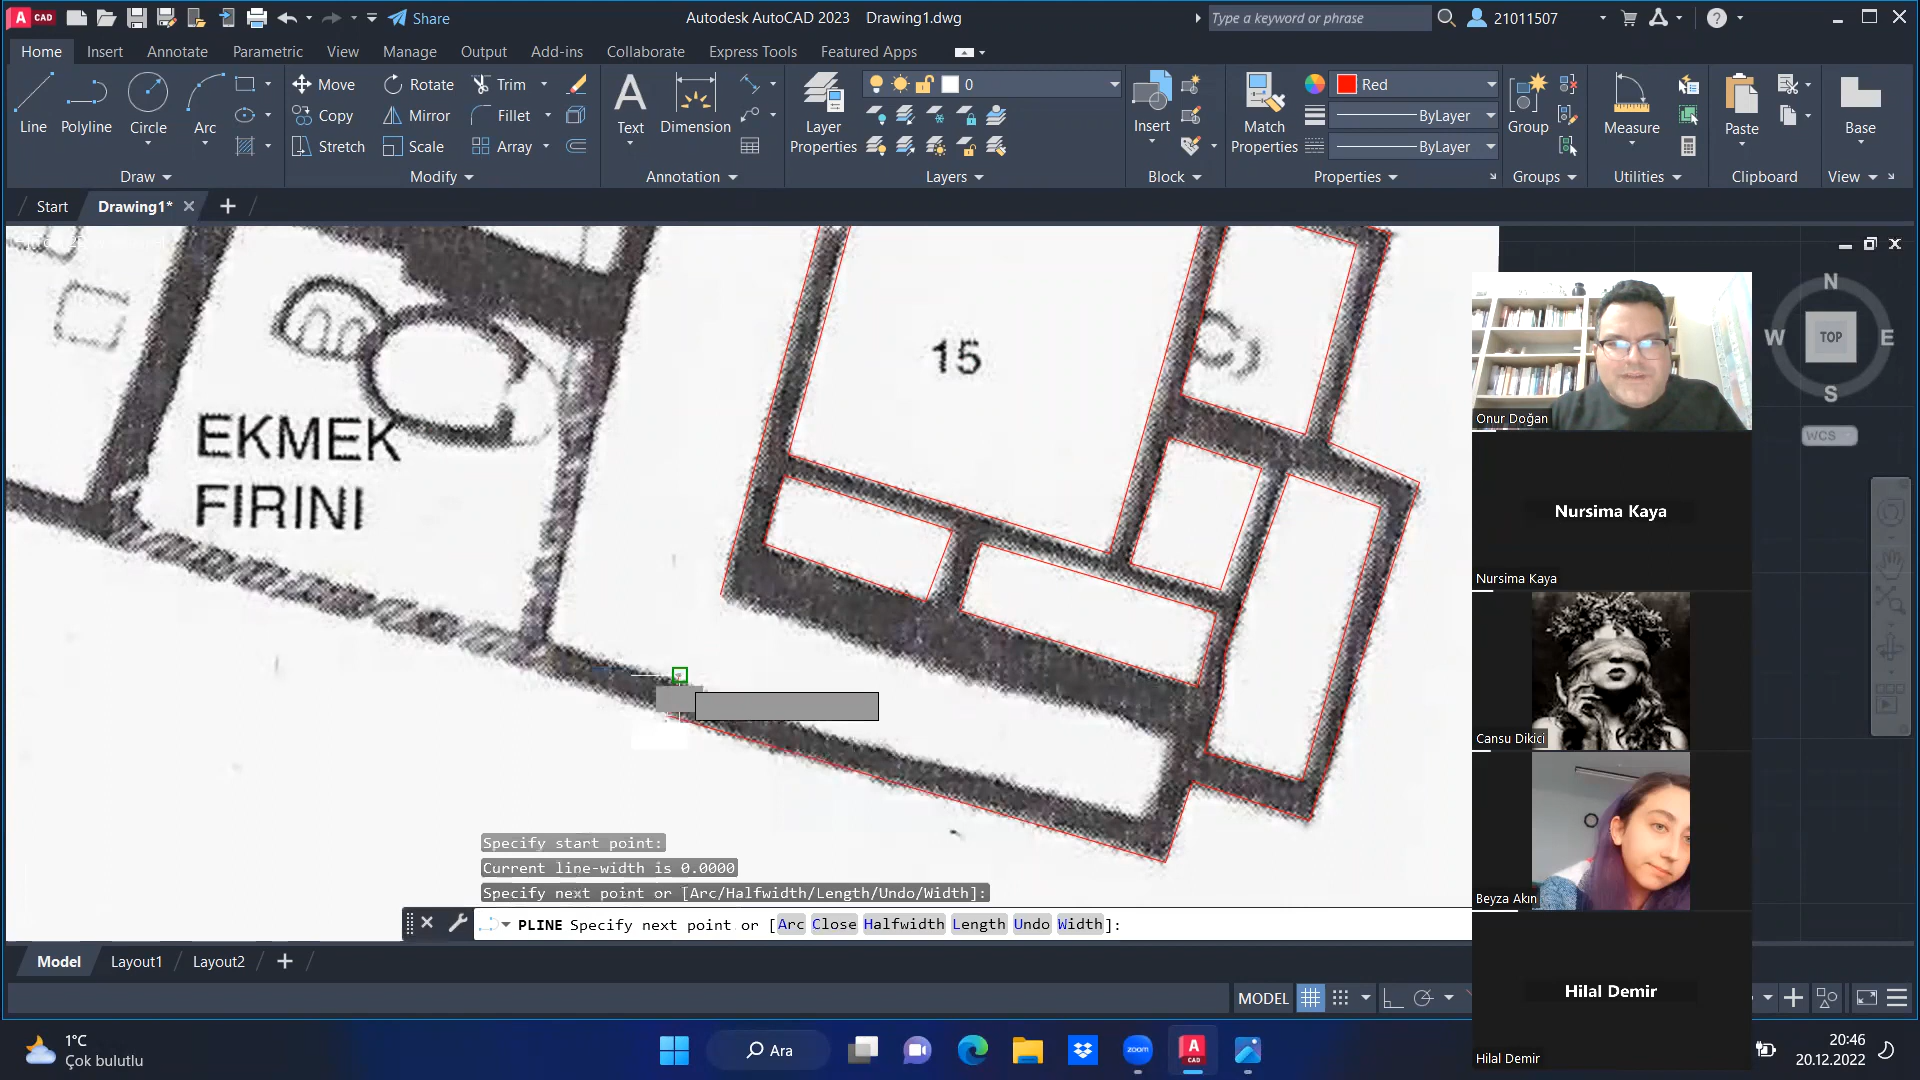 A CAD
Share
Autodesk AutoCAD 2023 Drawing1.dwg
Type a keyword or phrase
21011507
Home Insert Annotate Parametric View Manage Output Add-ins Collaborate Express Tools Featured Apps
Line Polyline Circle Arc
Move Rotate Trim
Copy Mirror Fillet
Stretch Scale Array
Text Dimension
Layer Properties
0
Insert
Match Properties
Red
ByLayer
ByLayer
Group
Measure
Paste
Base
Draw Modify Annotation Layers Block Properties Groups Utilities Clipboard View
Start Drawing1*
15
EKMEK
FIRINI
N
W TOP E
S
WCS
Onur Doğan
Nursima Kaya
Nursima Kaya
Cansu Dikici
Beyza Akın
Hilal Demir
Hilal Demir
Specify start point:
Current line-width is 0.0000
Specify next point or [Arc/Halfwidth/Length/Undo/Width]:
PLINE Specify next point or [Arc Close Halfwidth Length Undo Width]:
Model Layout1 Layout2
MODEL
1°C
Çok bulutlu
Ara
zoom
A CAD
20:46
20.12.2022